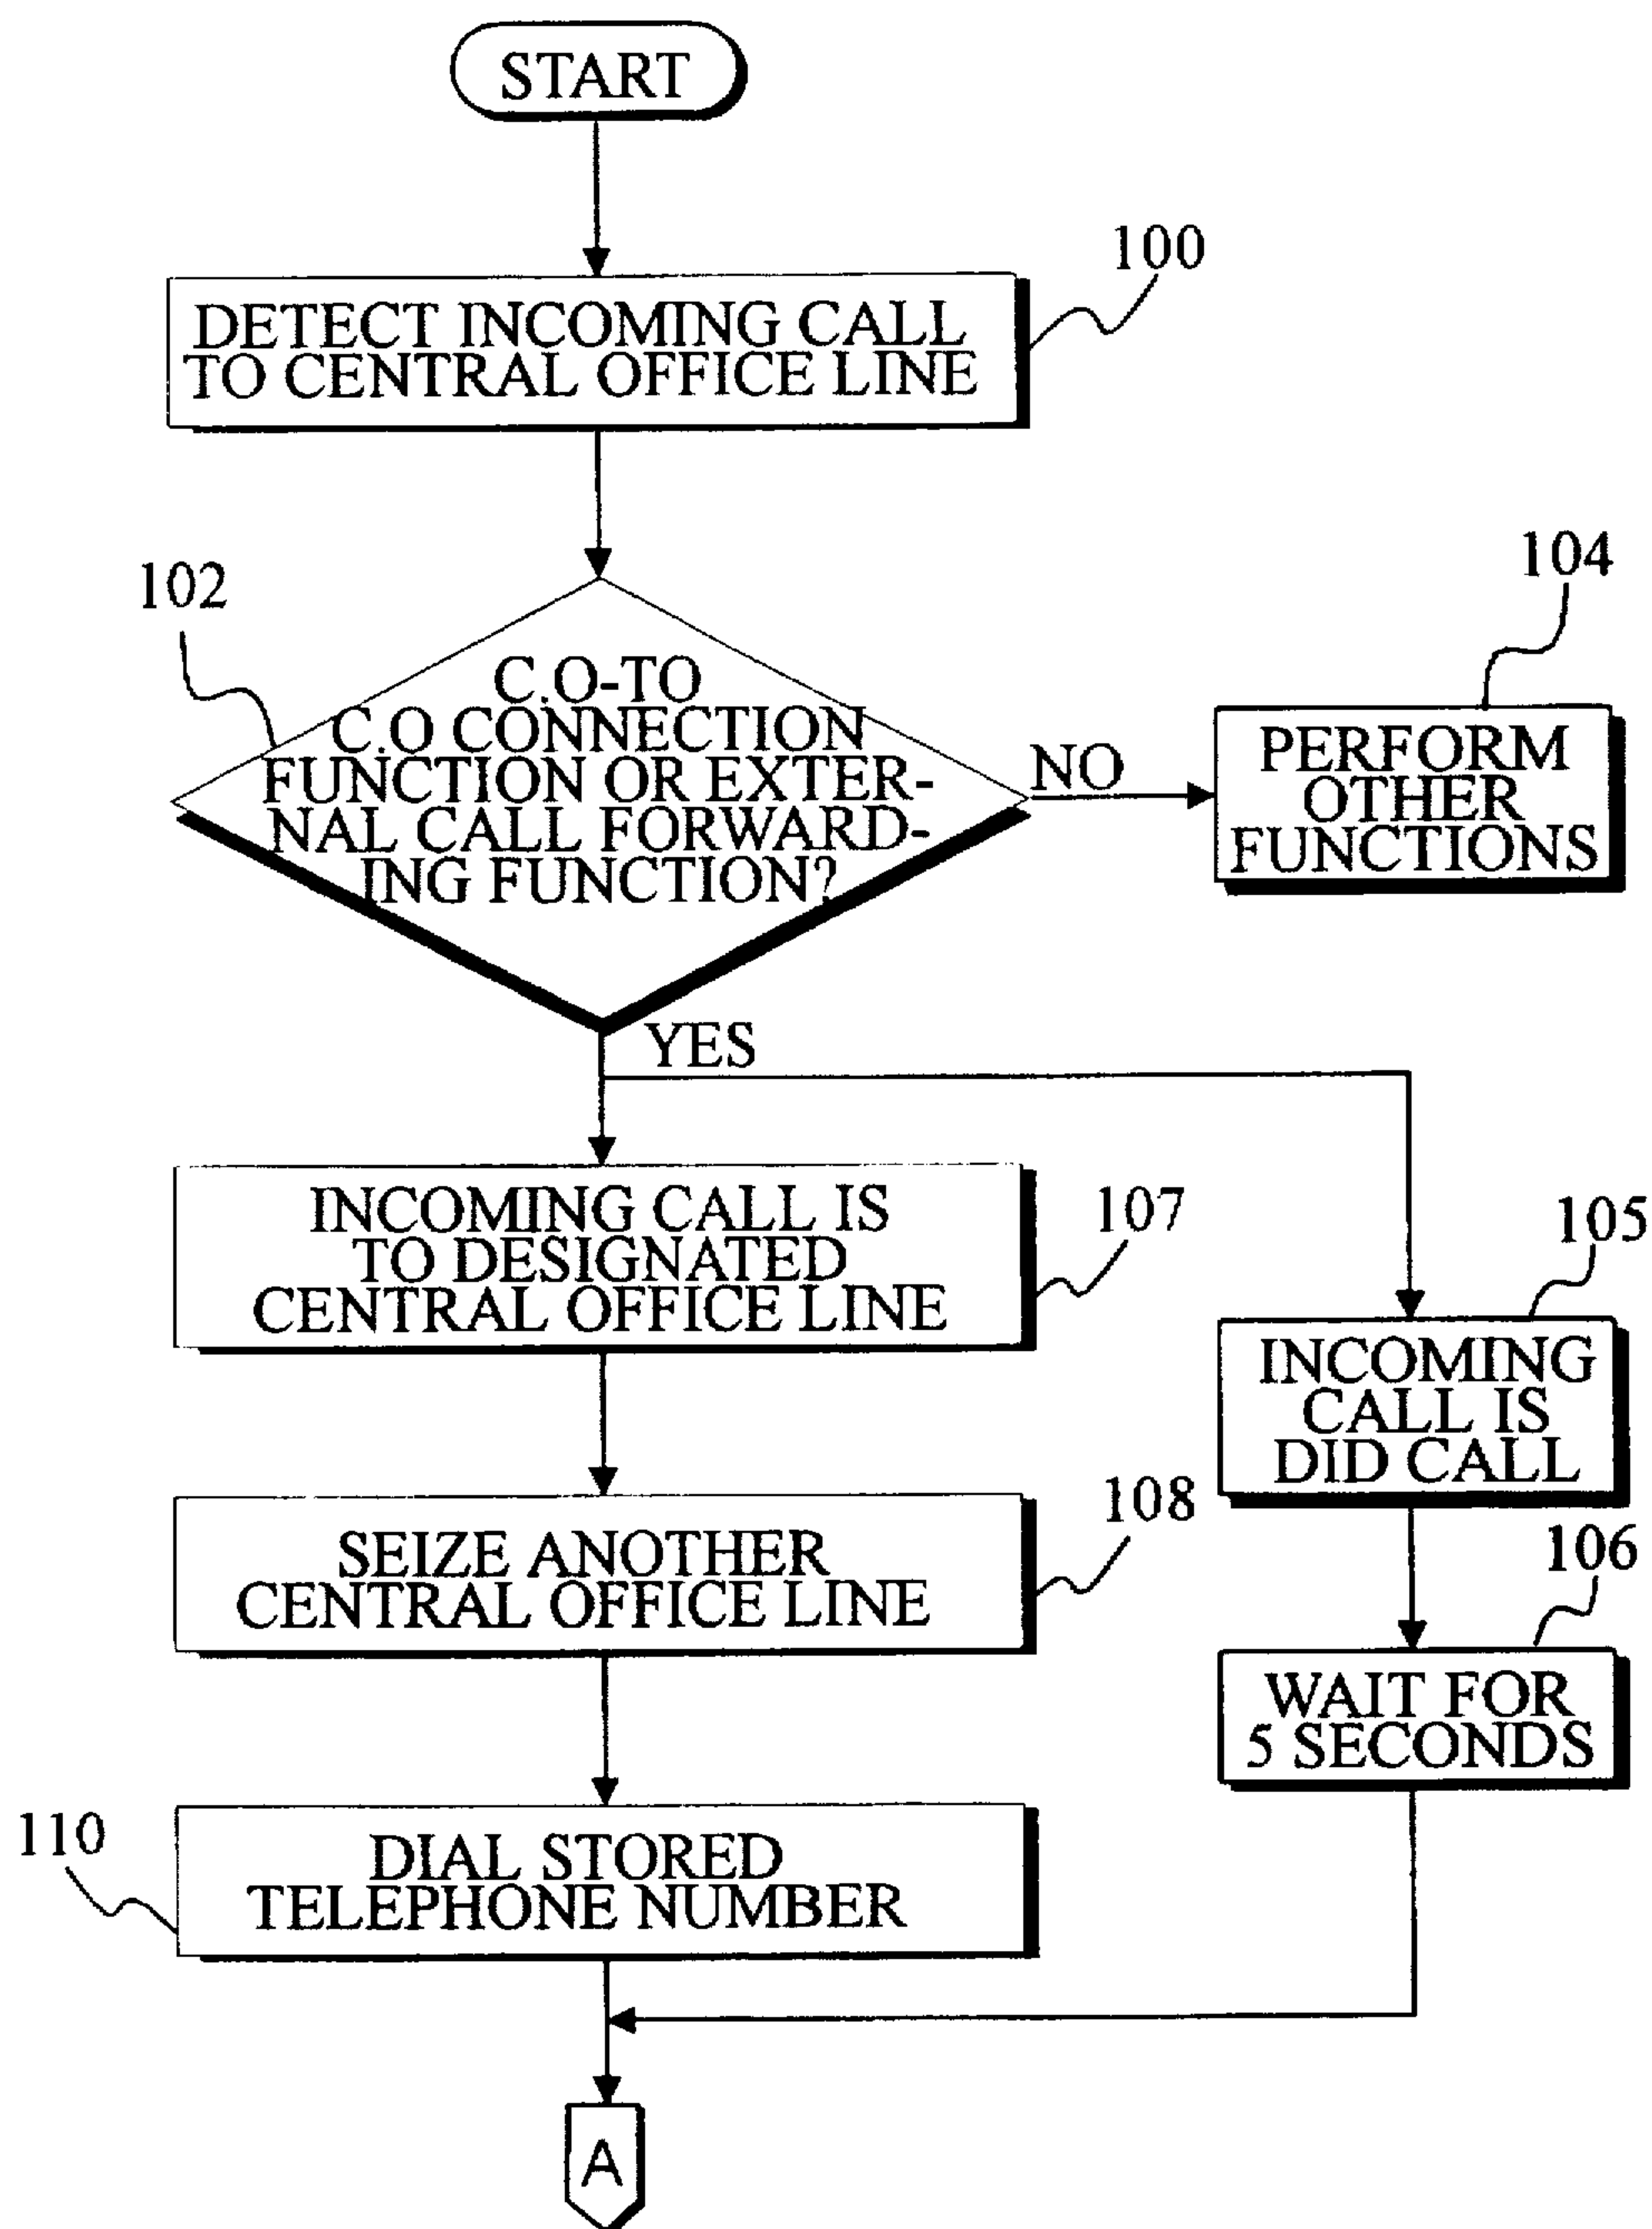 START
100
DETECT INCOMING CALL
TO CENTRAL OFFICE LINE
102
104
C.O-TO
C.O CONNECTION
FUNCTION OR EXTER-
NAL CALL FORWARD-
ING FUNCTION?
NO
PERFORM
OTHER
FUNCTIONS
YES
INCOMING CALL IS
TO DESIGNATED
CENTRAL OFFICE LINE
107
105
INCOMING
CALL IS
DID CALL
SEIZE ANOTHER
CENTRAL OFFICE LINE
108
106
WAIT FOR
5 SECONDS
110
DIAL STORED
TELEPHONE NUMBER
A